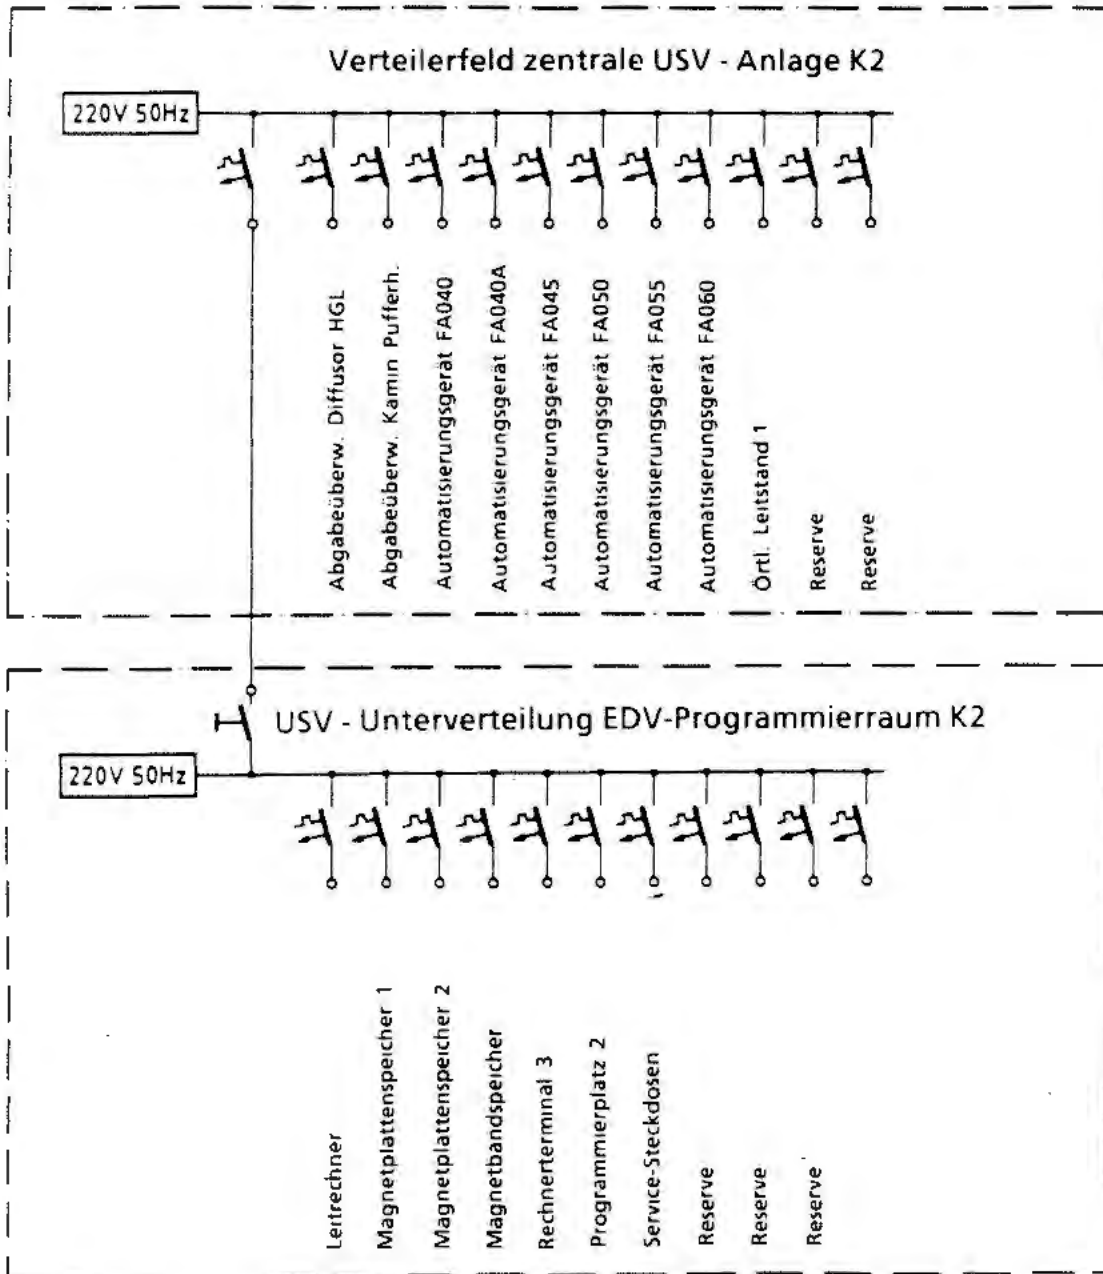 Verteilerfeld zentrale USV - Anlage K2
220V 50Hz
Abgabeüberw. Diffusor HGL
Abgabeüberw. Kamin Pufferh.
Automatisierungsgerät FA040
Automatisierungsgerät FA040A
Automatisierungsgerät FA045
Automatisierungsgerät FA050
Automatisierungsgerät FA055
Automatisierungsgerät FA060
Örtl. Leitstand 1
Reserve
Reserve
USV - Unterverteilung EDV-Programmierraum K2
220V 50Hz
Leitrechner
Magnetplattenspeicher 1
Magnetplattenspeicher 2
Magnetbandspeicher
Rechnerterminal 3
Programmierplatz 2
Service-Steckdosen
Reserve
Reserve
Reserve